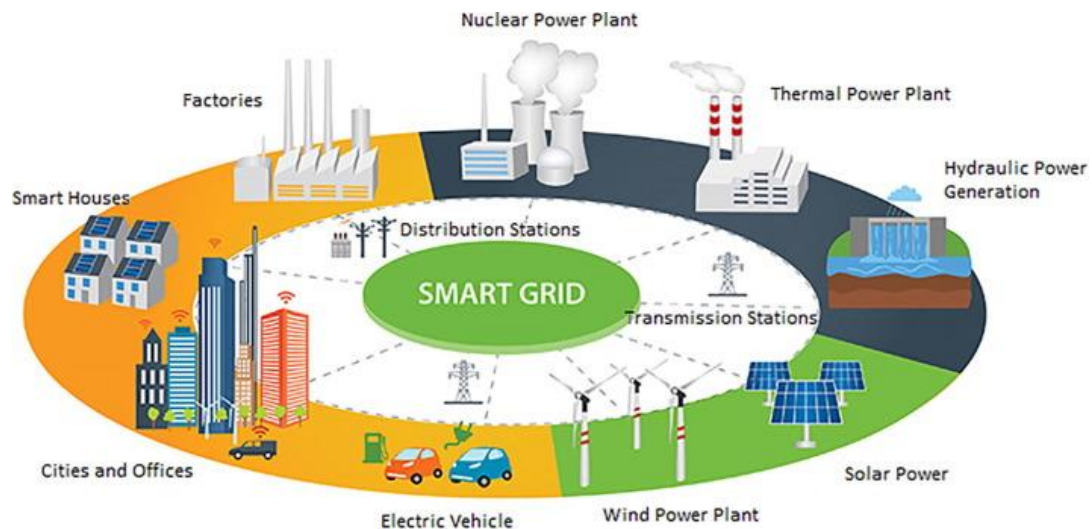 Nuclear Power Plant
Factories
Thermal Power Plant
Hydraulic Power
Generation
Smart Houses
Distribution Stations
SMART GRID
Transmission Stations
Cities and Offices
Solar Power
Electric Vehicle
Wind Power Plant